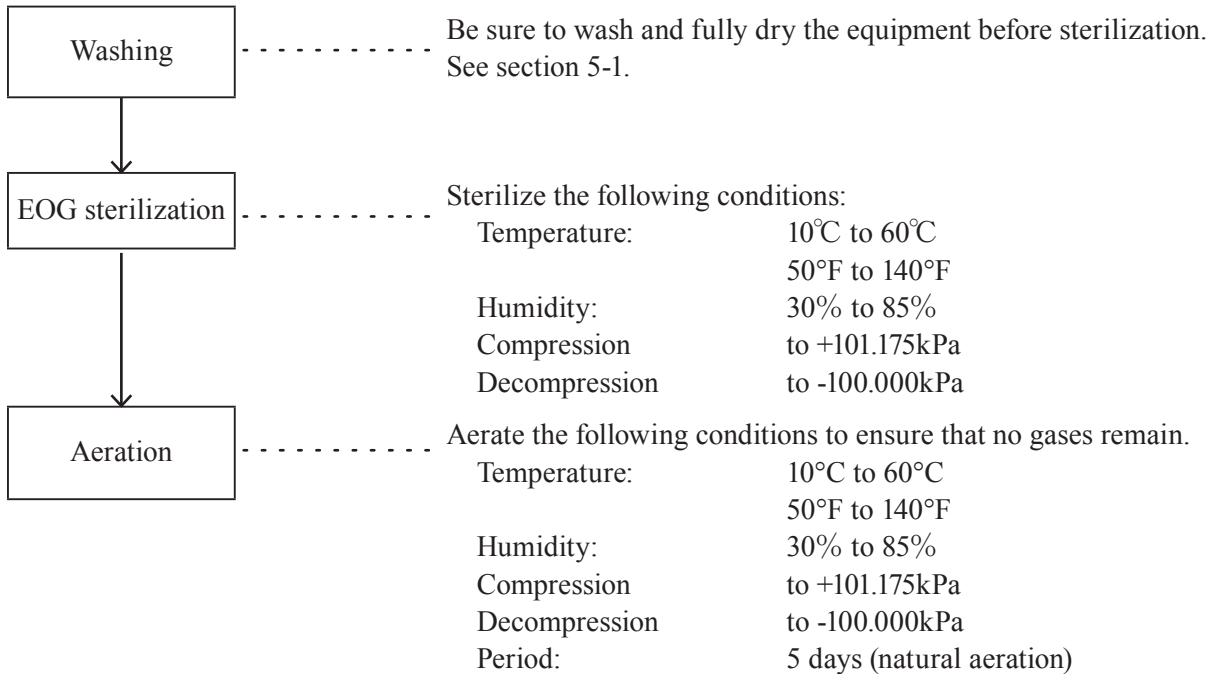 Washing
Be sure to wash and fully dry the equipment before sterilization.
See section 5-1.
EOG sterilization
Sterilize the following conditions:
Temperature: 10℃ to 60℃
50°F to 140°F
Humidity: 30% to 85%
Compression to +101.175kPa
Decompression to -100.000kPa
Aeration
Aerate the following conditions to ensure that no gases remain.
Temperature: 10°C to 60°C
50°F to 140°F
Humidity: 30% to 85%
Compression to +101.175kPa
Decompression to -100.000kPa
Period: 5 days (natural aeration)